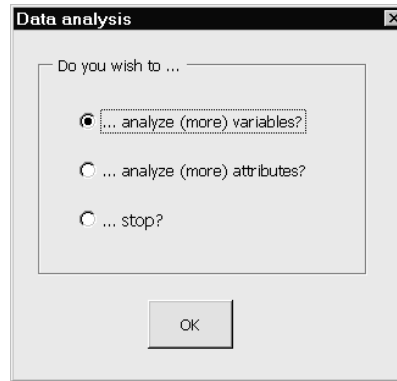 Data analysis
Do you wish to ...
... analyze (more) variables?
... analyze (more) attributes?
... stop?
OK